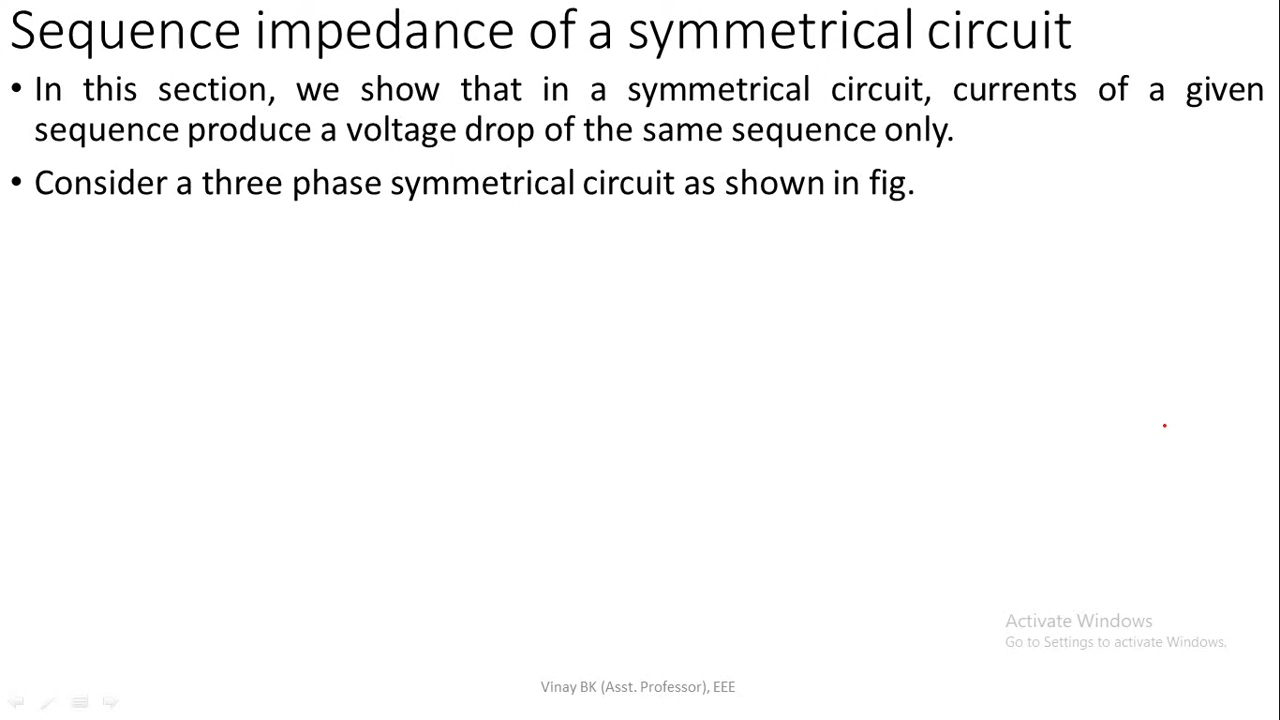 Sequence impedance of a symmetrical circuit
• In this section, we show that in a symmetrical circuit, currents of a given
sequence produce a voltage drop of the same sequence only.
• Consider a three phase symmetrical circuit as shown in fig.
Activate Windows
Go to Settings to activate Windows.
Vinay BK (Asst. Professor), EEE